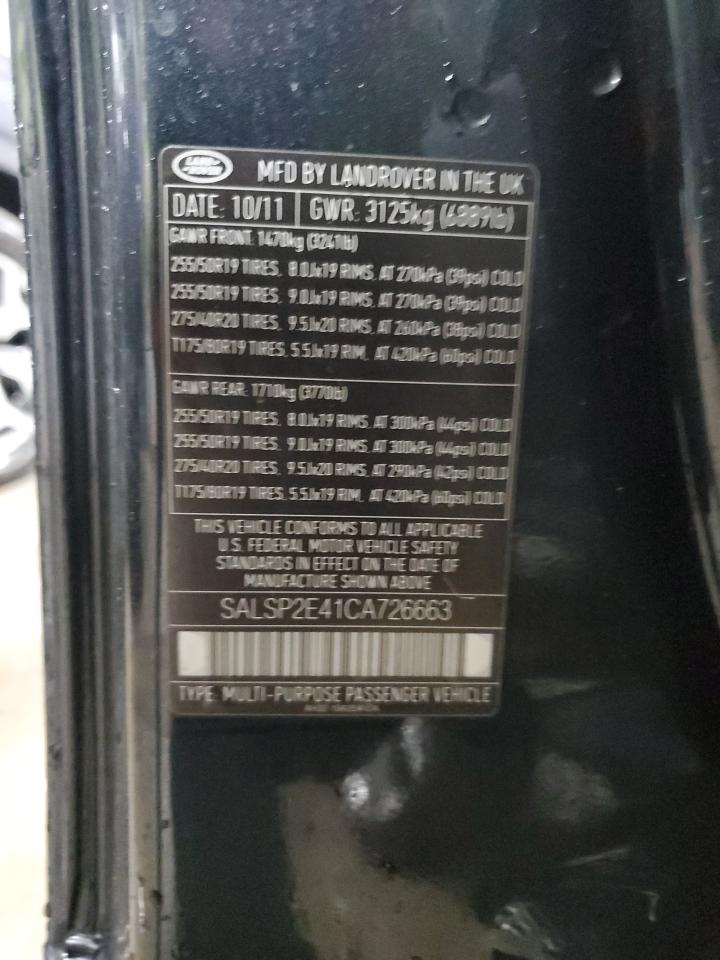 LAND-
-ROVER
MFD BY LANDROVER IN THE UK
DATE: 10/11 GWR: 3125kg (6889lb)
GAWR FRONT: 1470kg (3241lb)
255/50R19 TIRES, 8.0Jx19 RIMS, AT 270kPa (39psi) COLD
255/50R19 TIRES, 9.0Jx19 RIMS, AT 270kPa (39psi) COLD
275/40R20 TIRES, 9.5Jx20 RIMS, AT 260kPa (38psi) COLD
T175/80R19 TIRES, 5.5Jx19 RIM, AT 420kPa (61psi) COLD
GAWR REAR: 1710kg (3770lb)
255/50R19 TIRES, 8.0Jx19 RIMS, AT 300kPa (44psi) COLD
255/50R19 TIRES, 9.0Jx19 RIMS, AT 300kPa (44psi) COLD
275/40R20 TIRES, 9.5Jx20 RIMS, AT 290kPa (42psi) COLD
T175/80R19 TIRES, 5.5Jx19 RIM, AT 420kPa (61psi) COLD
THIS VEHICLE CONFORMS TO ALL APPLICABLE
U.S. FEDERAL MOTOR VEHICLE SAFETY
STANDARDS IN EFFECT ON THE DATE OF
MANUFACTURE SHOWN ABOVE
SALSP2E41CA726663
TYPE: MULTI-PURPOSE PASSENGER VEHICLE